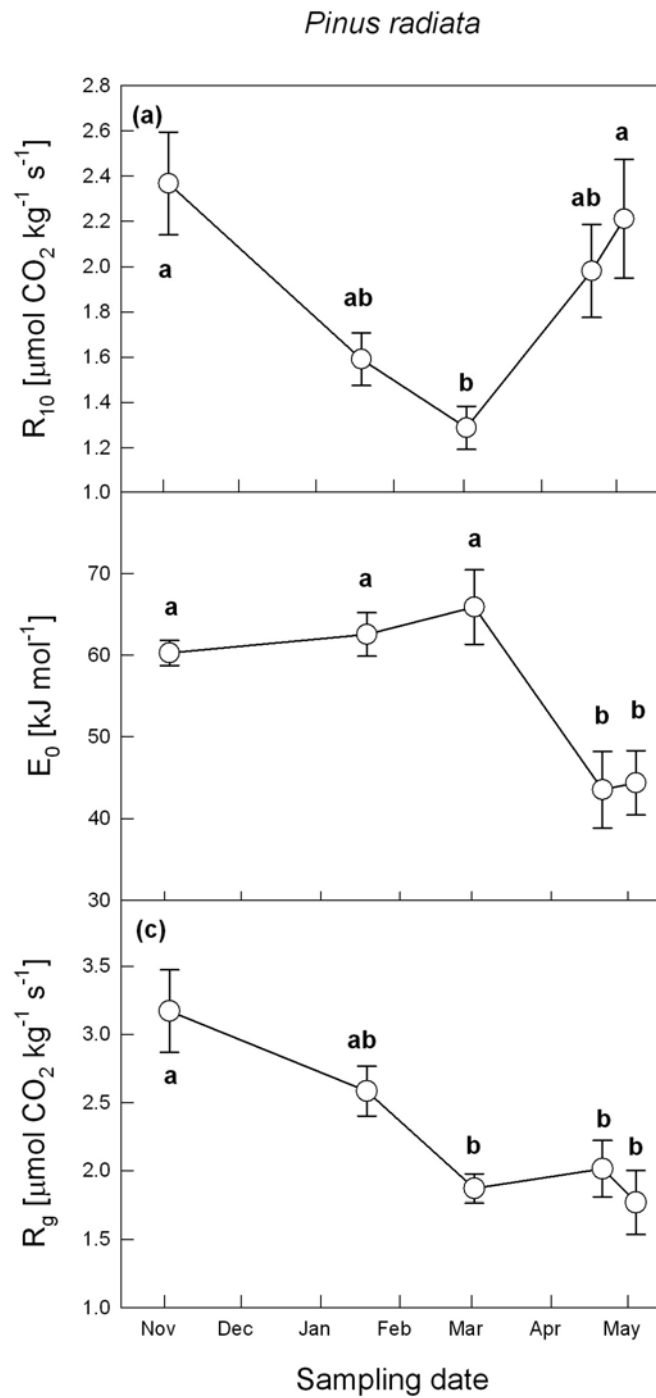 Pinus radiata
2.8
(a)
a
2.6
2.4
2.2
ab
2.0
a
ab
1.8
1.6
b
1.4
1.2
1.0
R10 [µmol CO2 kg-1 s-1]
70
a
a
a
60
50
b b
40
30
E0 [kJ mol-1]
(c)
3.5
3.0
ab
a
2.5
b
b
b
2.0
1.5
1.0
Rg [µmol CO2 kg-1 s-1]
Nov Dec Jan Feb Mar Apr May
Sampling date